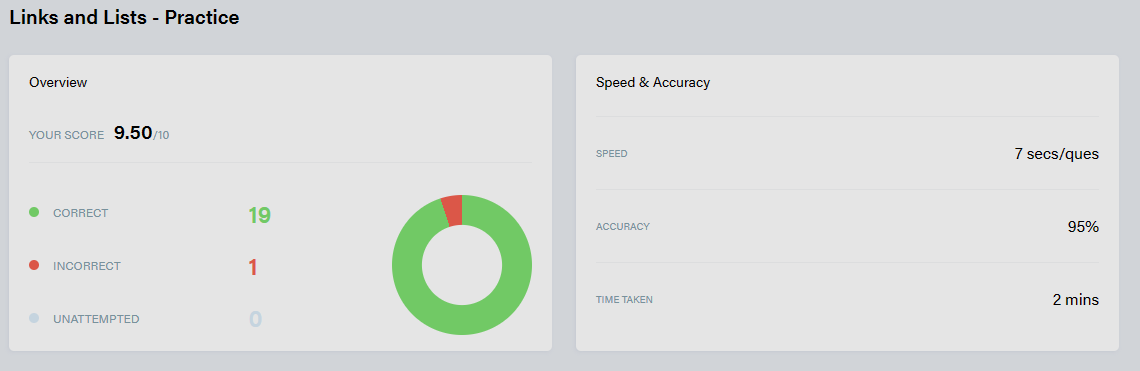 Links and Lists - Practice
Overview
YOUR SCORE 9.50/10
CORRECT 19
INCORRECT 1
UNATTEMPTED 0
Speed & Accuracy
SPEED 7 secs/ques
ACCURACY 95%
TIME TAKEN 2 mins